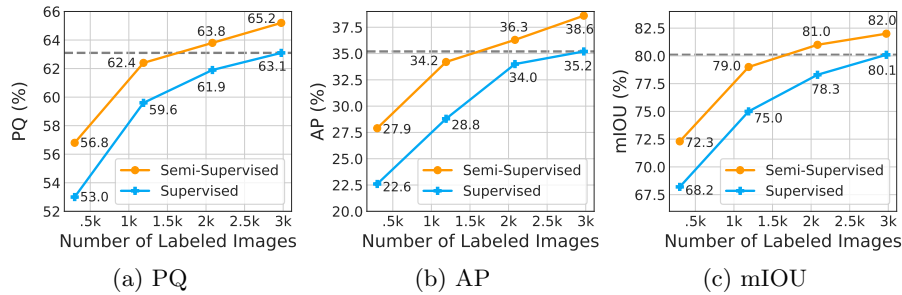 66
64
62
60
58
56
54
52
PQ (%)
65.2
63.8
62.4
63.1
61.9
59.6
56.8
53.0
Semi-Supervised
Supervised
.5k 1k 1.5k 2k 2.5k 3k
Number of Labeled Images
(a) PQ
37.5
35.0
32.5
30.0
27.5
25.0
22.5
20.0
AP (%)
36.3
38.6
34.2
35.2
34.0
28.8
27.9
22.6
Semi-Supervised
Supervised
.5k 1k 1.5k 2k 2.5k 3k
Number of Labeled Images
(b) AP
82.5
80.0
77.5
75.0
72.5
70.0
67.5
mIOU (%)
82.0
81.0
79.0
80.1
78.3
75.0
72.3
68.2
Semi-Supervised
Supervised
.5k 1k 1.5k 2k 2.5k 3k
Number of Labeled Images
(c) mIOU